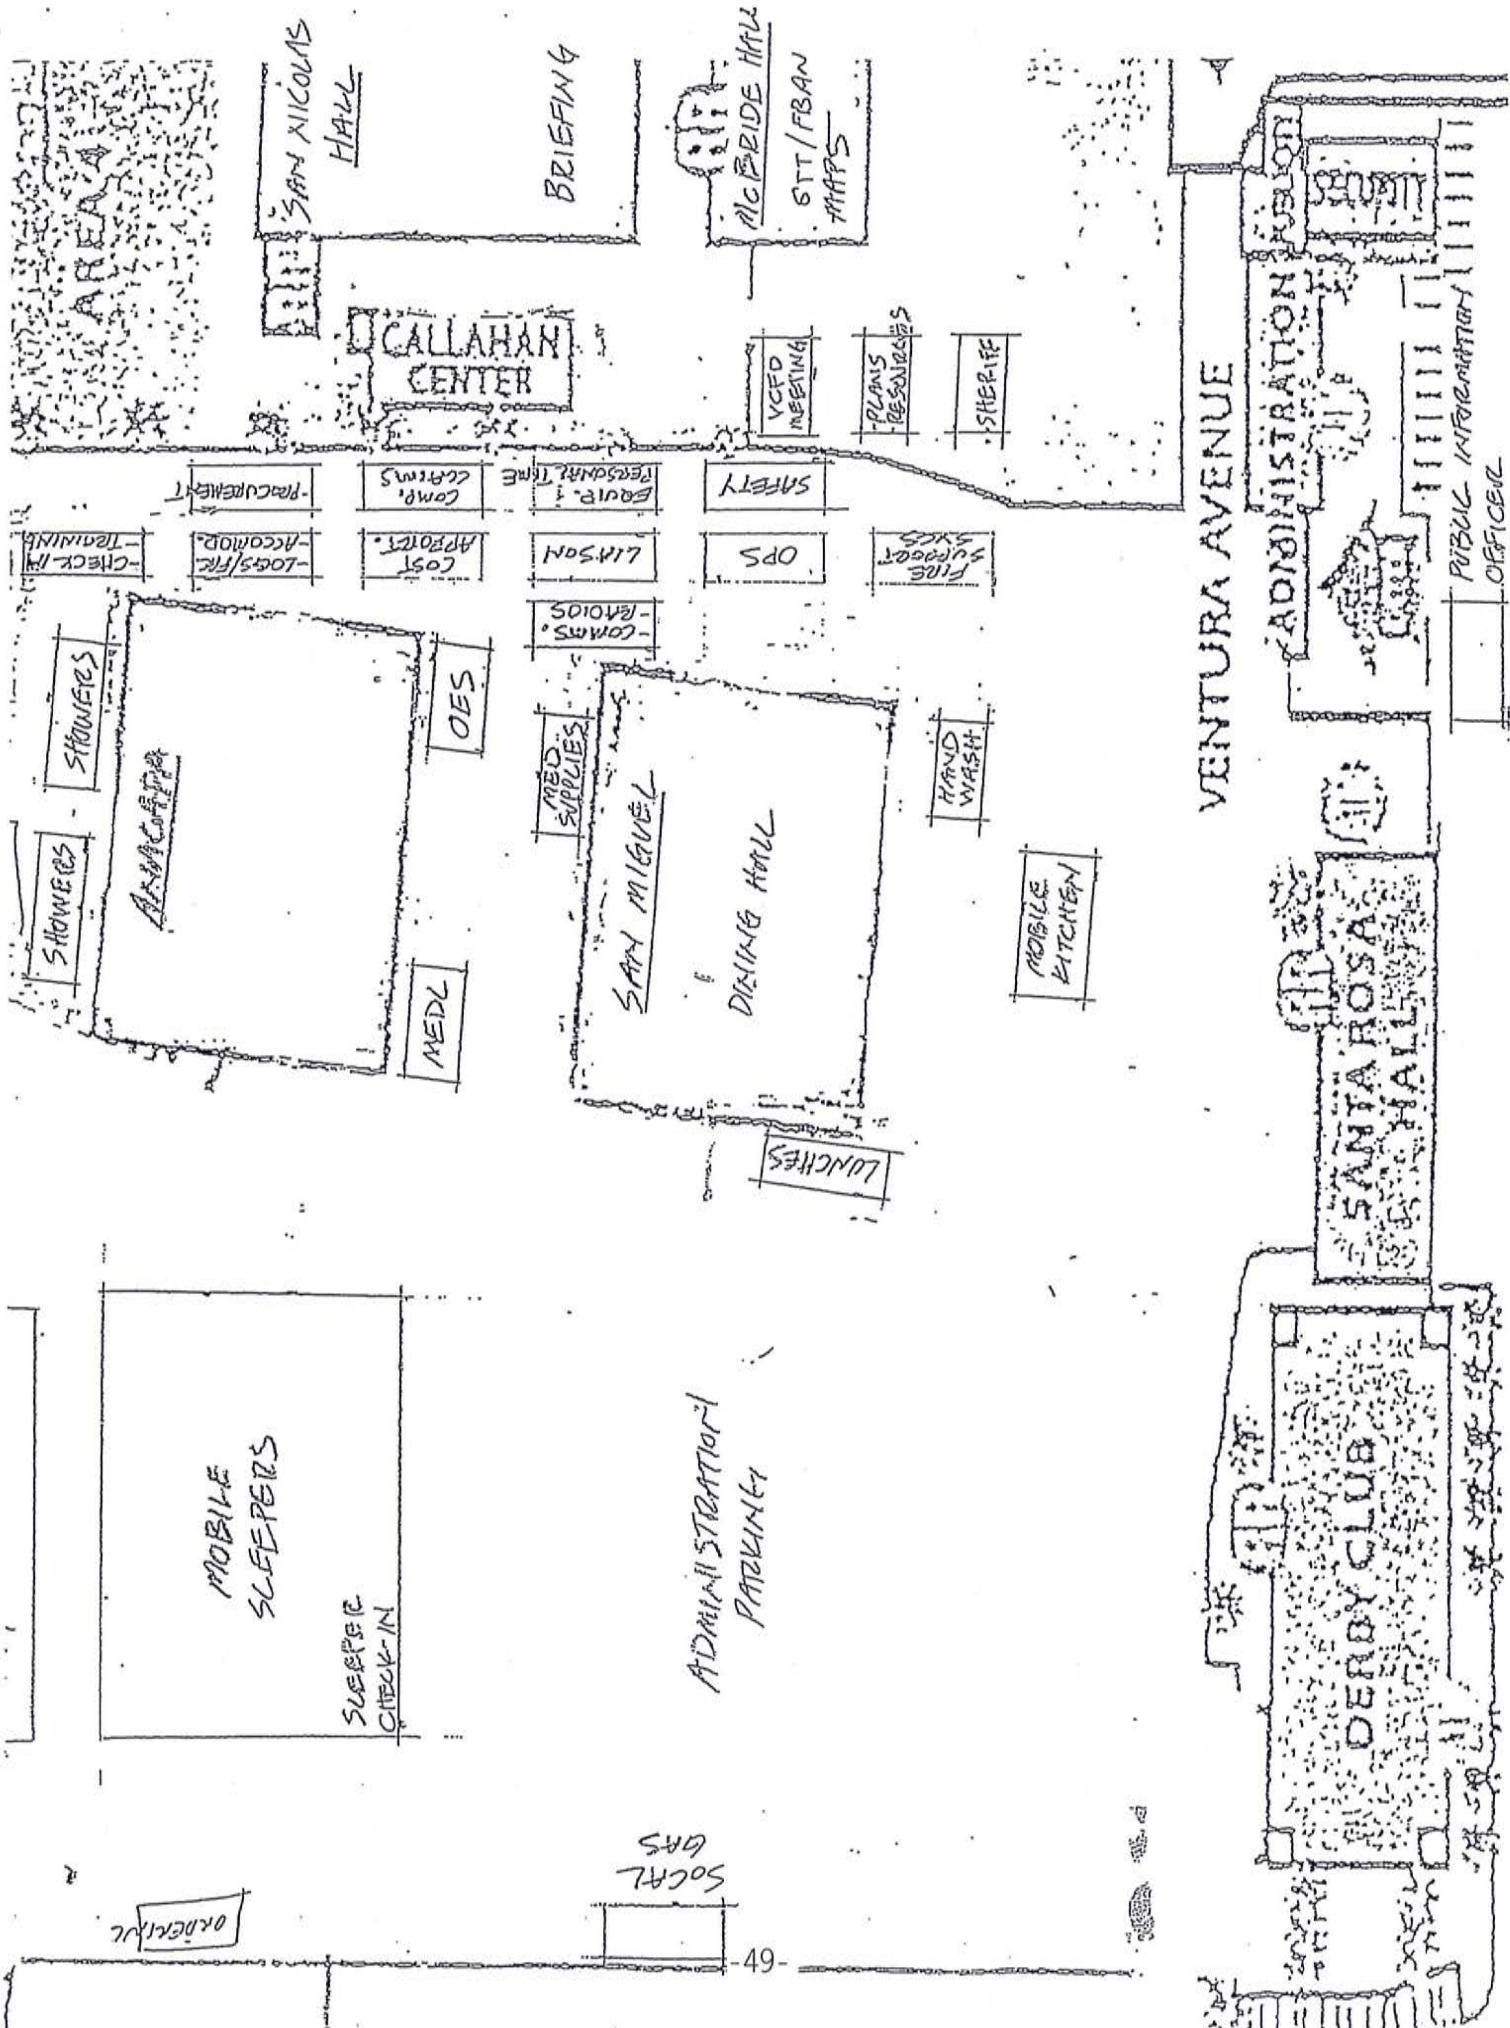 AREA A
SAN NICOLAS
HALL
BRIEFING
McBRIDE HALL
STT/FBAN
MAPS
CALLAHAN
CENTER
VCFD
MEETING
-PLANS
RESOURCES
SHERIFF
-PROCUREMENT
COMP.
CLAIMS
EQUIP.
PERSONAL TIME
SAFETY
-CHECK-IN
-TRAINING
-LOGS/FAC
-ACCOMOD.
COST
LIAISON
OPS
FIRE
SUPPORT
SVCS
-COMMS.
-RADIOS
SHOWERS
SHOWERS
OES
MEDL
MED
SUPPLIES
SAN MIGUEL
DINING HALL
HAND
WASH
MOBILE
KITCHEN
LUNCHES
VENTURA AVENUE
ADMINISTRATION
PUBLIC INFORMATION
OFFICER
SANTA ROSA
HALL
MOBILE
SLEEPERS
SLEEPER
CHECK-IN
ADMINISTRATION
PARKING
DERBY CLUB
ORDERING
SOCAL
GAS
-49-